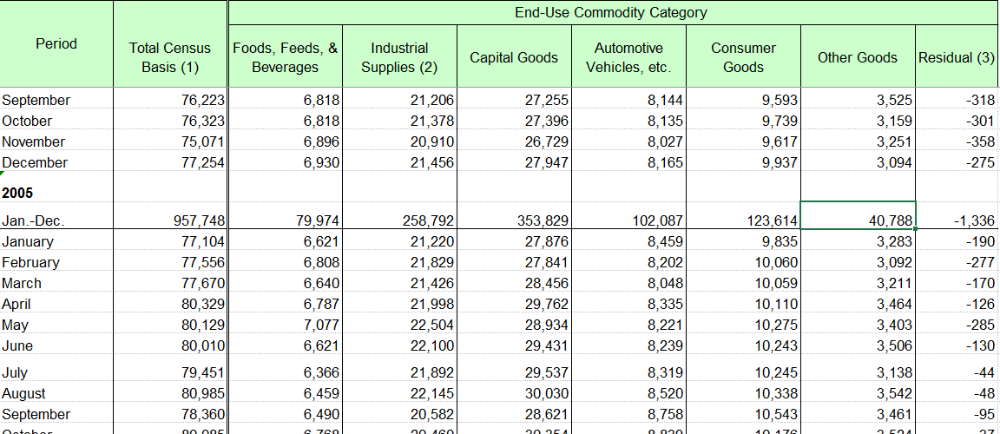 End-Use Commodity Category
Period Total Census Basis (1) Foods, Feeds, & Beverages Industrial Supplies (2) Capital Goods Automotive Vehicles, etc. Consumer Goods Other Goods Residual (3)
September 76,223 6,818 21,206 27,255 8,144 9,593 3,525 -318
October 76,323 6,818 21,378 27,396 8,135 9,739 3,159 -301
November 75,071 6,896 20,910 26,729 8,027 9,617 3,251 -358
December 77,254 6,930 21,456 27,947 8,165 9,937 3,094 -275
2005
Jan.-Dec. 957,748 79,974 258,792 353,829 102,087 123,614 40,788 -1,336
January 77,104 6,621 21,220 27,876 8,459 9,835 3,283 -190
February 77,556 6,808 21,829 27,841 8,202 10,060 3,092 -277
March 77,670 6,640 21,426 28,456 8,048 10,059 3,211 -170
April 80,329 6,787 21,998 29,762 8,335 10,110 3,464 -126
May 80,129 7,077 22,504 28,934 8,221 10,275 3,403 -285
June 80,010 6,621 22,100 29,431 8,239 10,243 3,506 -130
July 79,451 6,366 21,892 29,537 8,319 10,245 3,138 -44
August 80,985 6,459 22,145 30,030 8,520 10,338 3,542 -48
September 78,360 6,490 20,582 28,621 8,758 10,543 3,461 -95
October